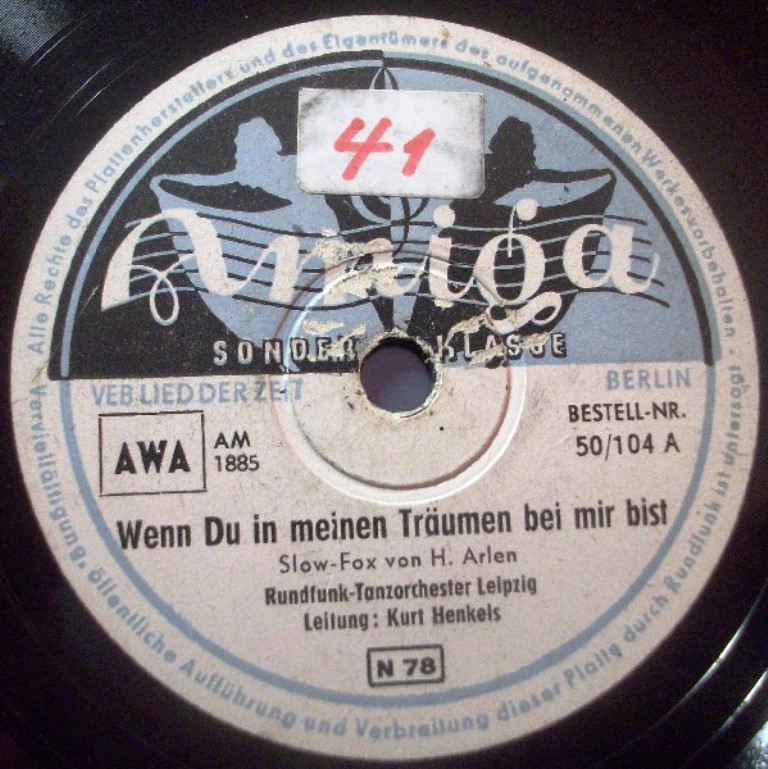 Alle Rechte des Plattenherstellers und des Eigentümers des aufgenommenen Werkes vorbehalten · Vervielfältigung, öffentliche Aufführung und Verbreitung dieser Platte durch Rundfunk ist untersagt ·
41
Amiga
SONDER KLASSE
VEB LIED DER ZEIT BERLIN
AWA
AM
1885
BESTELL-NR.
50/104 A
Wenn Du in meinen Träumen bei mir bist
Slow-Fox von H. Arlen
Rundfunk-Tanzorchester Leipzig
Leitung: Kurt Henkels
N 78